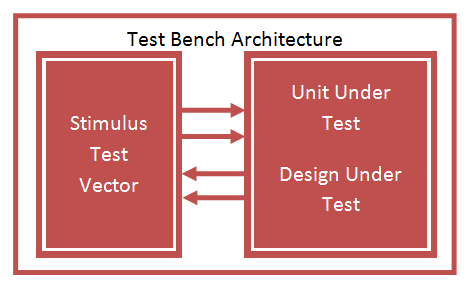 Test Bench Architecture
Stimulus
Test
Vector
Unit Under
Test
Design Under
Test